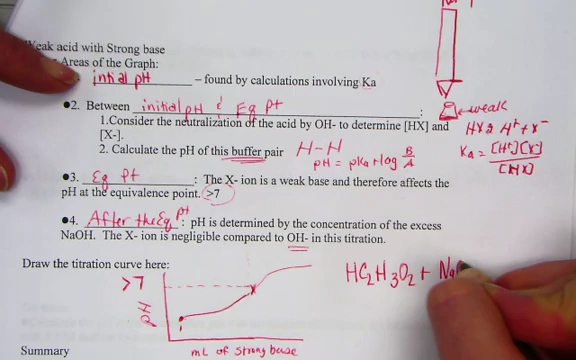 Weak acid with Strong base
Areas of the Graph:
intial pH – found by calculations involving Ka
●2. Between initial pH & Eq pt :
1.Consider the neutralization of the acid by OH- to determine [HX] and
[X-].
2. Calculate the pH of this buffer pair H-H
pH = pKa + log B/A
weak
HX ⇌ H⁺ + X⁻
Ka = [H⁺][X⁻]/[HX]
●3. Eq pt : The X- ion is a weak base and therefore affects the
pH at the equivalence point. >7
●4. After the Eq pt : pH is determined by the concentration of the excess
NaOH. The X- ion is negligible compared to OH- in this titration.
Draw the titration curve here:
HC₂H₃O₂ +
>7
pH
mL of strong base
Summary